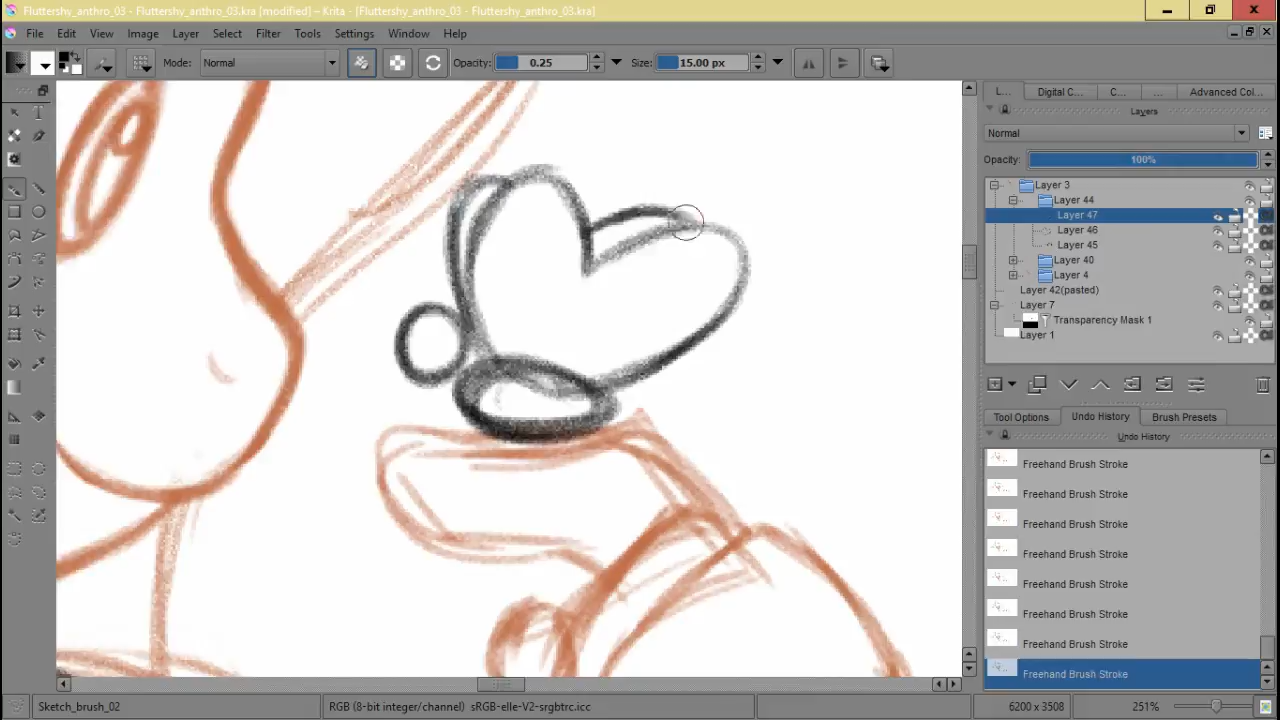 Fluttershy_anthro_03 - Fluttershy_anthro_03.kra [modified] – Krita - [Fluttershy_anthro_03 - Fluttershy_anthro_03.kra]
File Edit View Image Layer Select Filter Tools Settings Window Help
Mode: Normal Opacity: 0.25 Size: 15.00 px
L... Digital C... C... ... Advanced Col...
Layers
Normal
Opacity: 100%
Layer 3
Layer 44
Layer 47
Layer 46
Layer 45
Layer 40
Layer 4
Layer 42(pasted)
Layer 7
Transparency Mask 1
Layer 1
Tool Options Undo History Brush Presets
Undo History
Freehand Brush Stroke
Freehand Brush Stroke
Freehand Brush Stroke
Freehand Brush Stroke
Freehand Brush Stroke
Freehand Brush Stroke
Freehand Brush Stroke
Freehand Brush Stroke
Sketch_brush_02 RGB (8-bit integer/channel) sRGB-elle-V2-srgbtrc.icc 6200 x 3508 251%